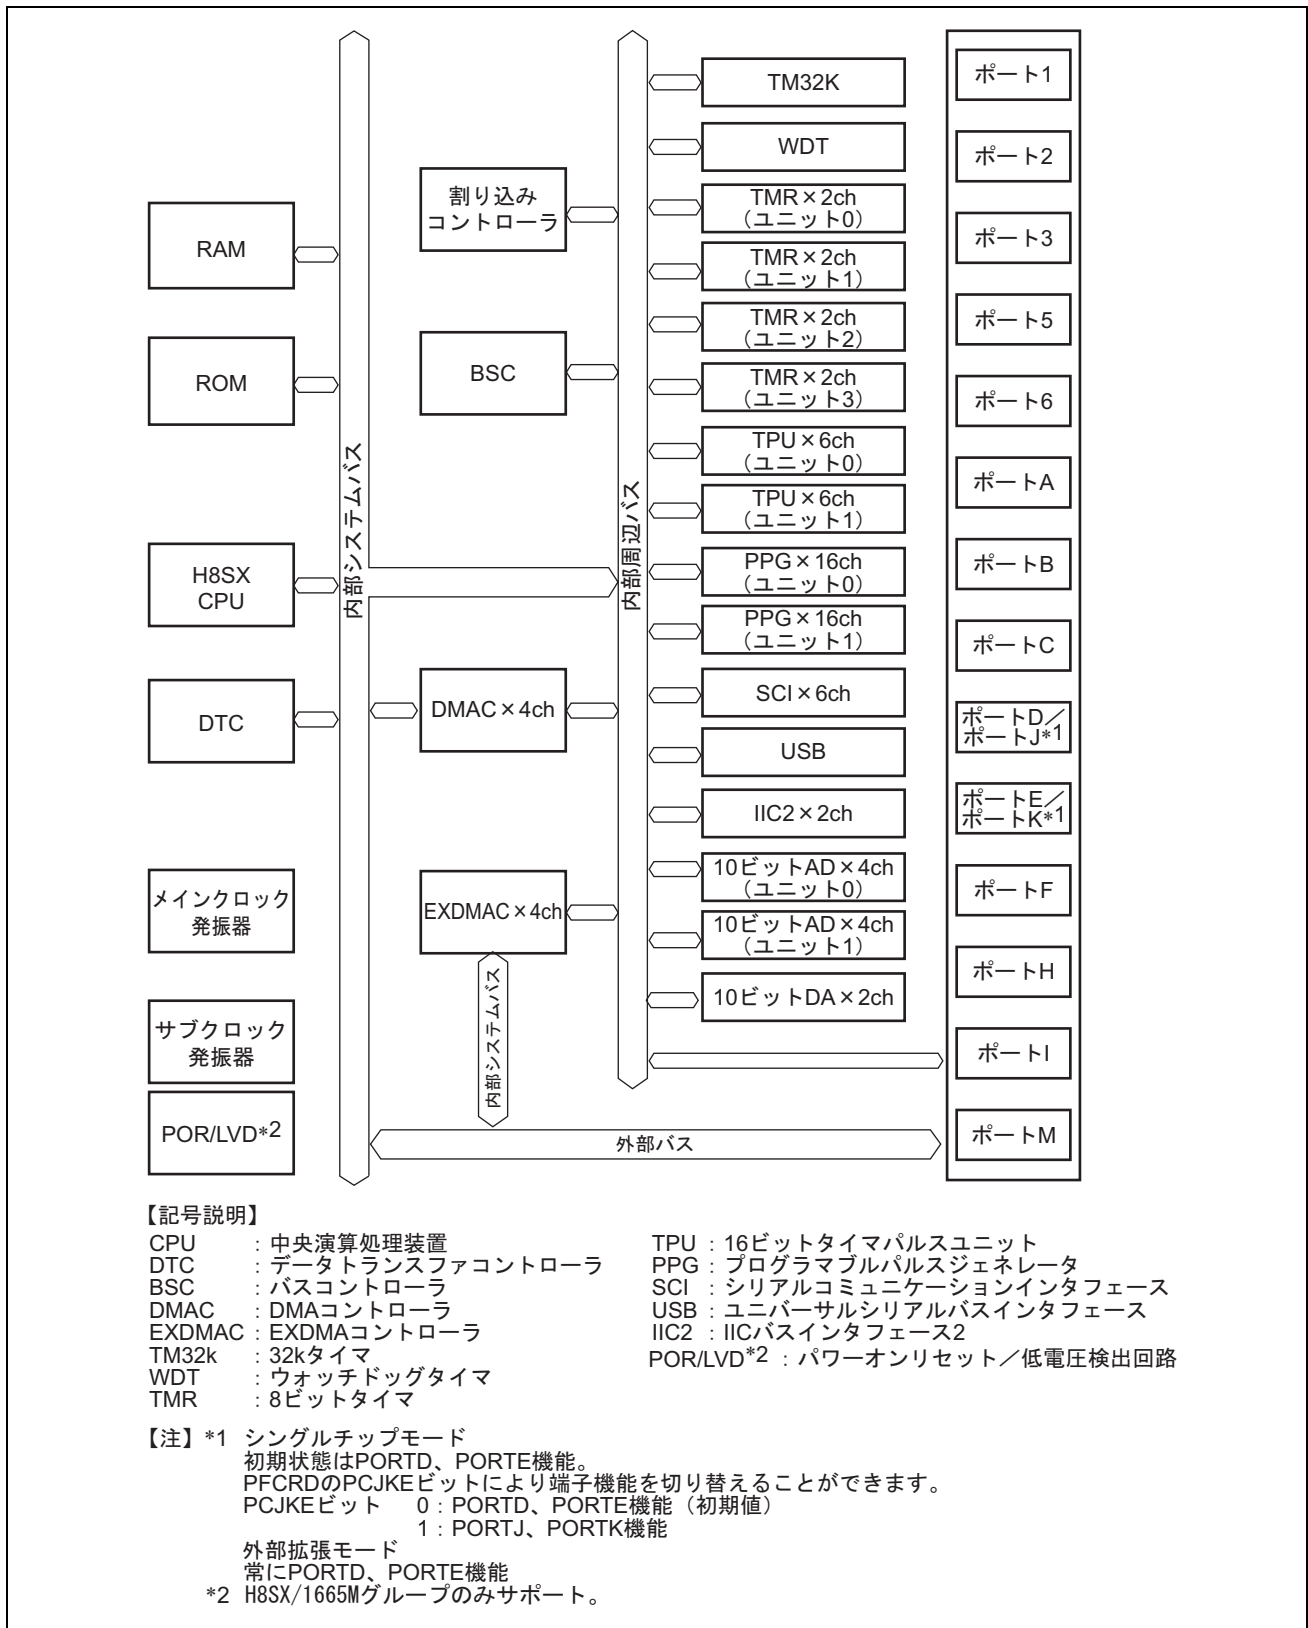 RAM
ROM
H8SX
CPU
DTC
メインクロック
発振器
サブクロック
発振器
POR/LVD*2
内部システムバス
割り込み
コントローラ
BSC
DMAC×4ch
EXDMAC×4ch
内部システムバス
内部周辺バス
外部バス
TM32K
WDT
TMR×2ch
(ユニット0)
TMR×2ch
(ユニット1)
TMR×2ch
(ユニット2)
TMR×2ch
(ユニット3)
TPU×6ch
(ユニット0)
TPU×6ch
(ユニット1)
PPG×16ch
(ユニット0)
PPG×16ch
(ユニット1)
SCI×6ch
USB
IIC2×2ch
10ビットAD×4ch
(ユニット0)
10ビットAD×4ch
(ユニット1)
10ビットDA×2ch
ポート1
ポート2
ポート3
ポート5
ポート6
ポートA
ポートB
ポートC
ポートD/
ポートJ*1
ポートE/
ポートK*1
ポートF
ポートH
ポートI
ポートM
【記号説明】
CPU : 中央演算処理装置
DTC : データトランスファコントローラ
BSC : バスコントローラ
DMAC : DMAコントローラ
EXDMAC : EXDMAコントローラ
TM32k : 32kタイマ
WDT : ウォッチドッグタイマ
TMR : 8ビットタイマ
TPU : 16ビットタイマパルスユニット
PPG : プログラマブルパルスジェネレータ
SCI : シリアルコミュニケーションインタフェース
USB : ユニバーサルシリアルバスインタフェース
IIC2 : IICバスインタフェース2
POR/LVD*2 : パワーオンリセット/低電圧検出回路
【注】 *1 シングルチップモード
初期状態はPORTD、PORTE機能。
PFCRDのPCJKEビットにより端子機能を切り替えることができます。
PCJKEビット 0:PORTD、PORTE機能(初期値)
1:PORTJ、PORTK機能
外部拡張モード
常にPORTD、PORTE機能
*2 H8SX/1665Mグループのみサポート。